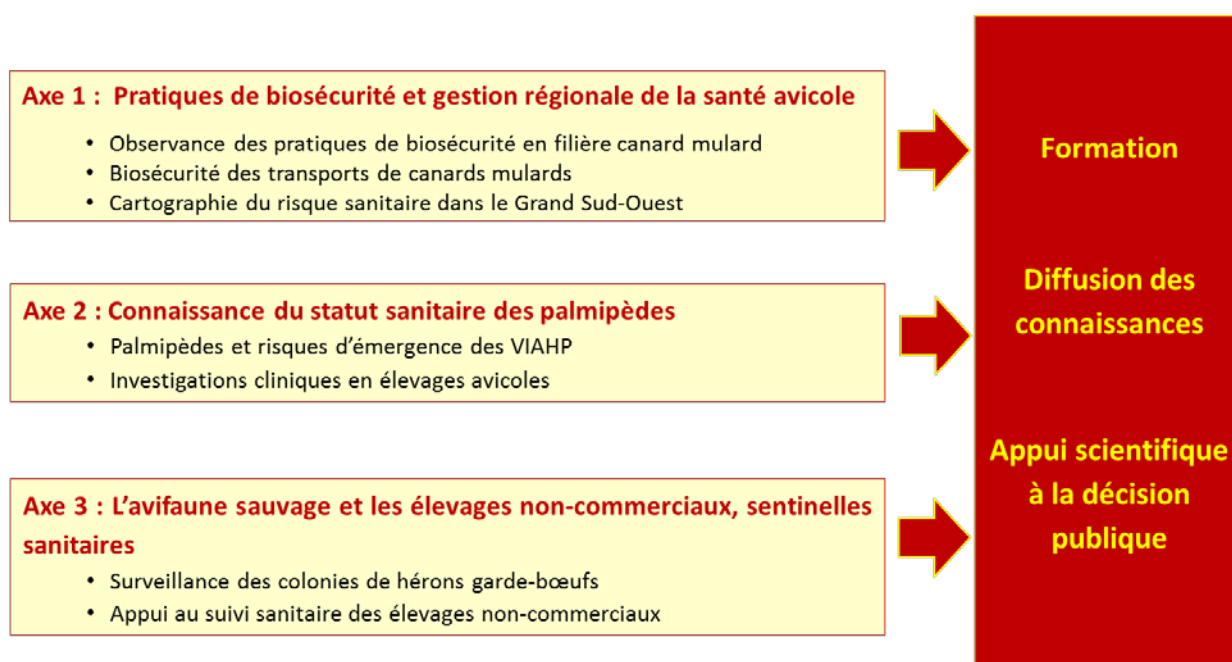 Axe 1 : Pratiques de biosécurité et gestion régionale de la santé avicole
• Observance des pratiques de biosécurité en filière canard mulard
• Biosécurité des transports de canards mulards
• Cartographie du risque sanitaire dans le Grand Sud-Ouest
Axe 2 : Connaissance du statut sanitaire des palmipèdes
• Palmipèdes et risques d'émergence des VIAHP
• Investigations cliniques en élevages avicoles
Axe 3 : L'avifaune sauvage et les élevages non-commerciaux, sentinelles
sanitaires
• Surveillance des colonies de hérons garde-bœufs
• Appui au suivi sanitaire des élevages non-commerciaux
Formation
Diffusion des
connaissances
Appui scientifique
à la décision
publique